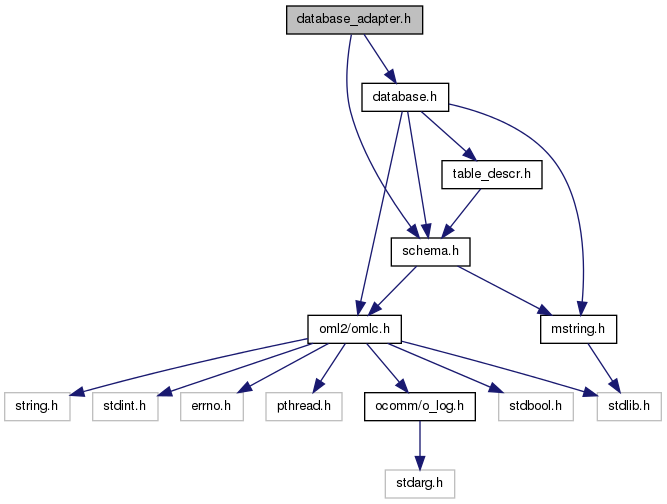 database_adapter.h
database.h
table_descr.h
schema.h
oml2/omlc.h
mstring.h
string.h
stdint.h
errno.h
pthread.h
ocomm/o_log.h
stdbool.h
stdlib.h
stdarg.h